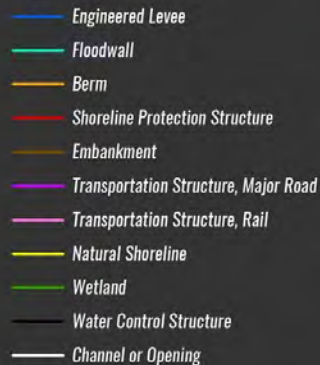 Engineered Levee
Floodwall
Berm
Shoreline Protection Structure
Embankment
Transportation Structure, Major Road
Transportation Structure, Rail
Natural Shoreline
Wetland
Water Control Structure
Channel or Opening